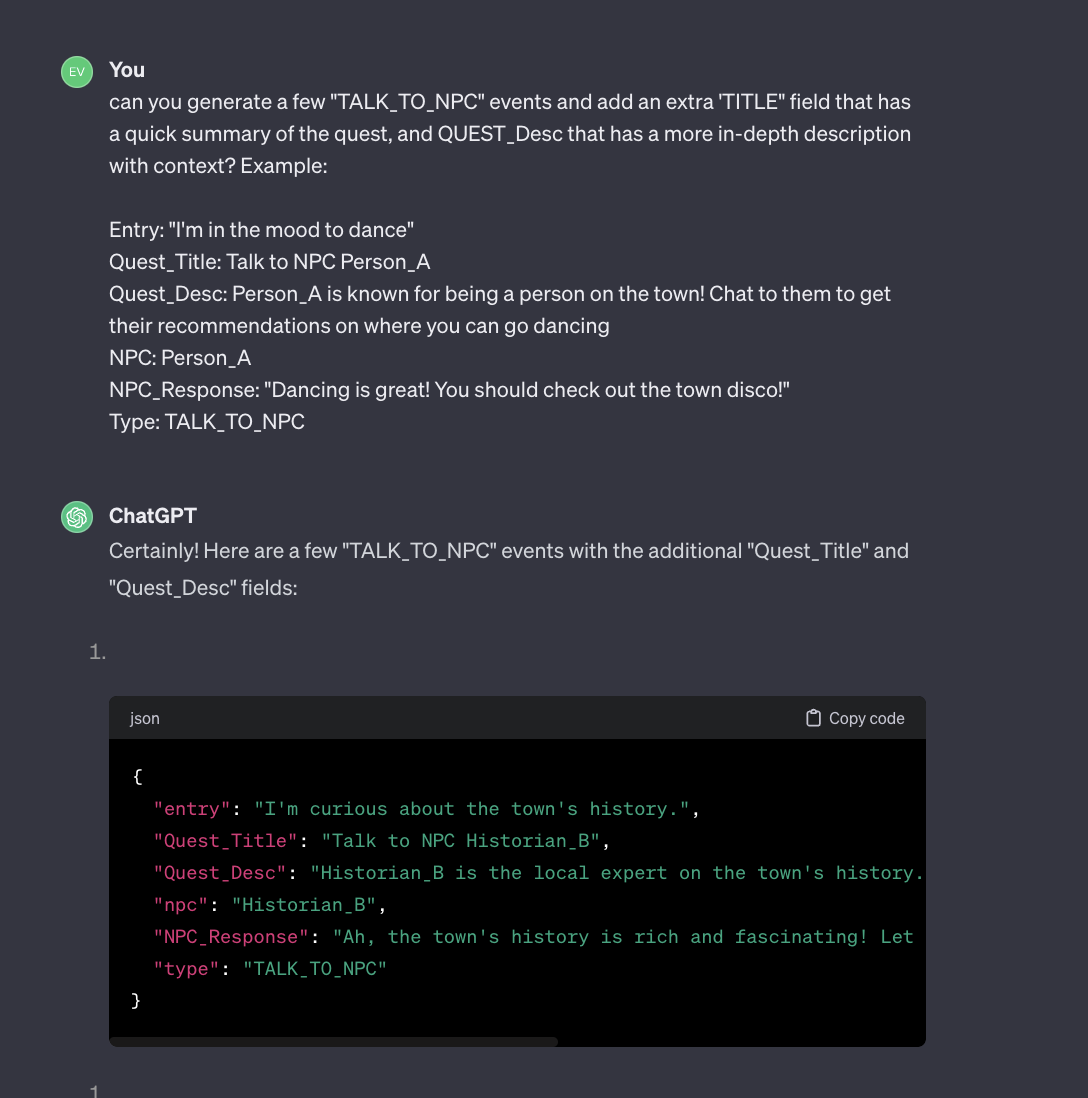 EV
You
can you generate a few "TALK_TO_NPC" events and add an extra 'TITLE" field that has
a quick summary of the quest, and QUEST_Desc that has a more in-depth description
with context? Example:
Entry: "I'm in the mood to dance"
Quest_Title: Talk to NPC Person_A
Quest_Desc: Person_A is known for being a person on the town! Chat to them to get
their recommendations on where you can go dancing
NPC: Person_A
NPC_Response: "Dancing is great! You should check out the town disco!"
Type: TALK_TO_NPC
ChatGPT
Certainly! Here are a few "TALK_TO_NPC" events with the additional "Quest_Title" and
"Quest_Desc" fields:
1.
json Copy code
{
"entry": "I'm curious about the town's history.",
"Quest_Title": "Talk to NPC Historian_B",
"Quest_Desc": "Historian_B is the local expert on the town's history.
"npc": "Historian_B",
"NPC_Response": "Ah, the town's history is rich and fascinating! Let
"type": "TALK_TO_NPC"
}
1